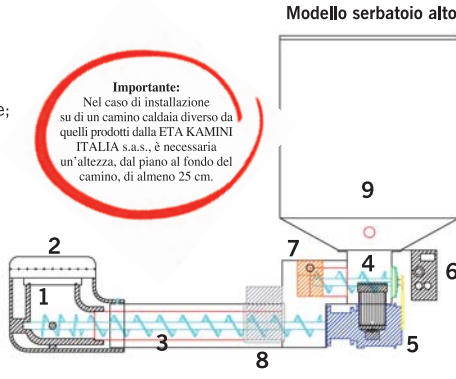 Modello serbatoio alto
e;
Importante:
Nel caso di installazione
su di un camino caldaia diverso da
quelli prodotti dalla ETA KAMINI
ITALIA s.a.s., è necessaria
un'altezza, dal piano al fondo del
camino, di almeno 25 cm.
9
2
7
4
6
1
3
8
5